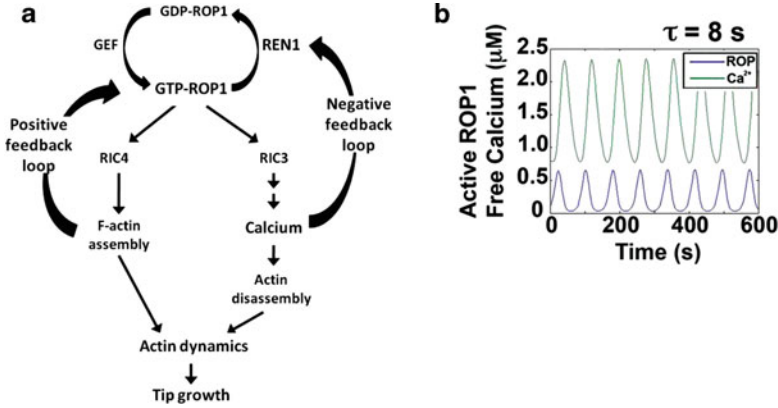 a
GDP-ROP1
GEF
REN1
GTP-ROP1
Positive
feedback
loop
Negative
feedback
loop
RIC4
RIC3
F-actin
assembly
Calcium
Actin
disassembly
Actin dynamics
Tip growth
b
τ = 8 s
Active ROP1
Free Calcium (μM)
2.5
2.0
1.5
1.0
0.5
0
ROP
Ca²⁺
0 200 400 600
Time (s)